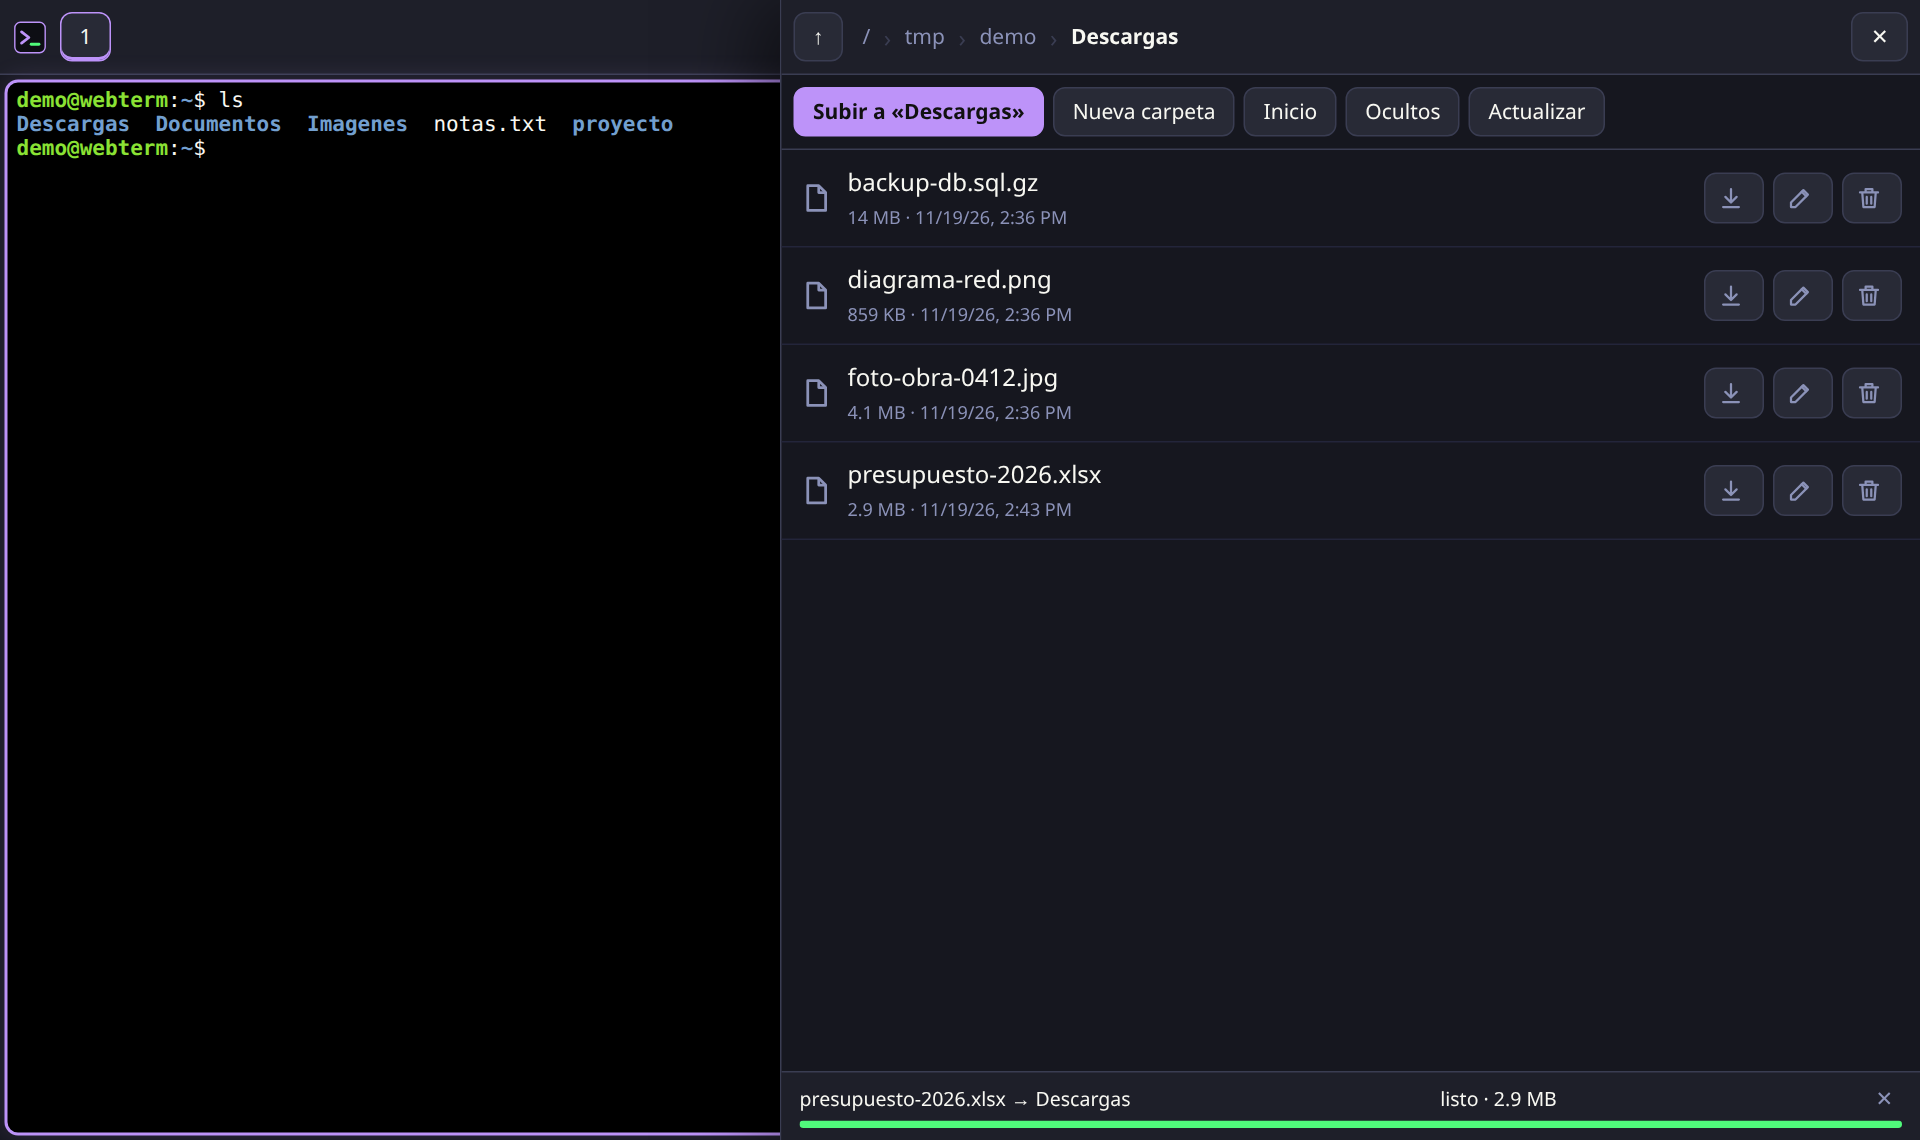 1
demo@webterm:~$ ls
Descargas Documentos Imagenes notas.txt proyecto
demo@webterm:~$
↑ / › tmp › demo › Descargas ✕
Subir a «Descargas» Nueva carpeta Inicio Ocultos Actualizar
backup-db.sql.gz
14 MB · 11/19/26, 2:36 PM
diagrama-red.png
859 KB · 11/19/26, 2:36 PM
foto-obra-0412.jpg
4.1 MB · 11/19/26, 2:36 PM
presupuesto-2026.xlsx
2.9 MB · 11/19/26, 2:43 PM
presupuesto-2026.xlsx → Descargas listo · 2.9 MB ✕